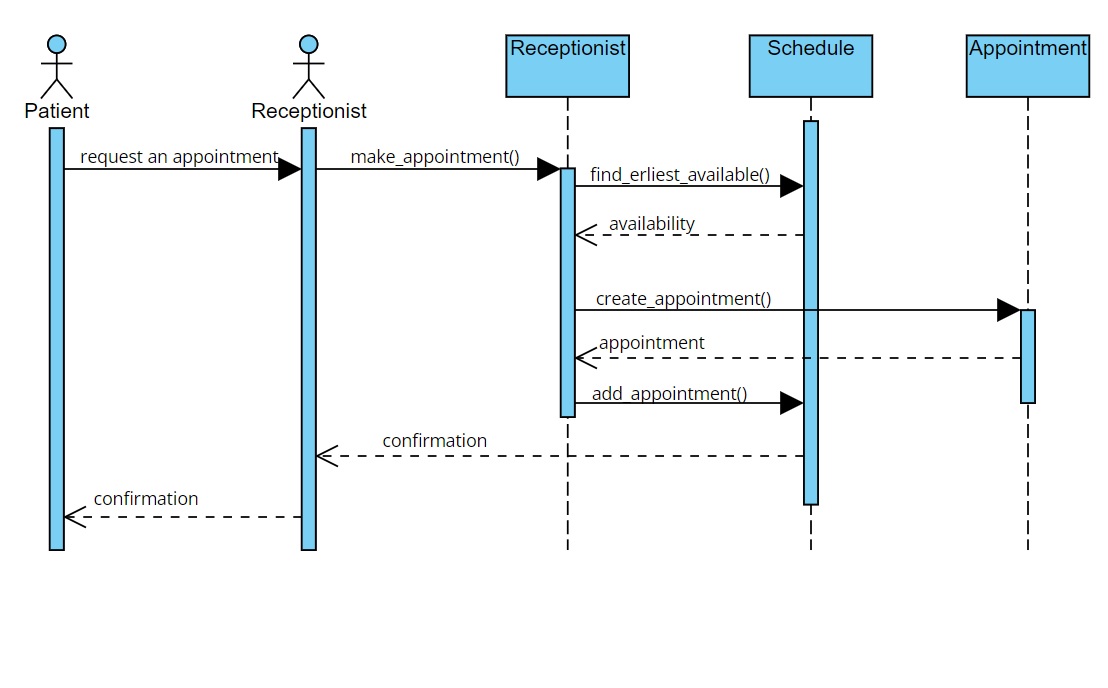 Receptionist
Schedule
Appointment
Patient
Receptionist
request an appointment
make_appointment()
find_erliest_available()
availability
create_appointment()
appointment
add_appointment()
confirmation
confirmation